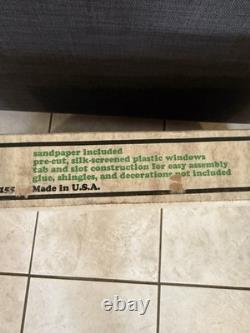 sandpaper included
pre-cut, silk-screened plastic windows
tab and slot construction for easy assembly
glue, shingles, and decorations not included
Made in U.S.A.